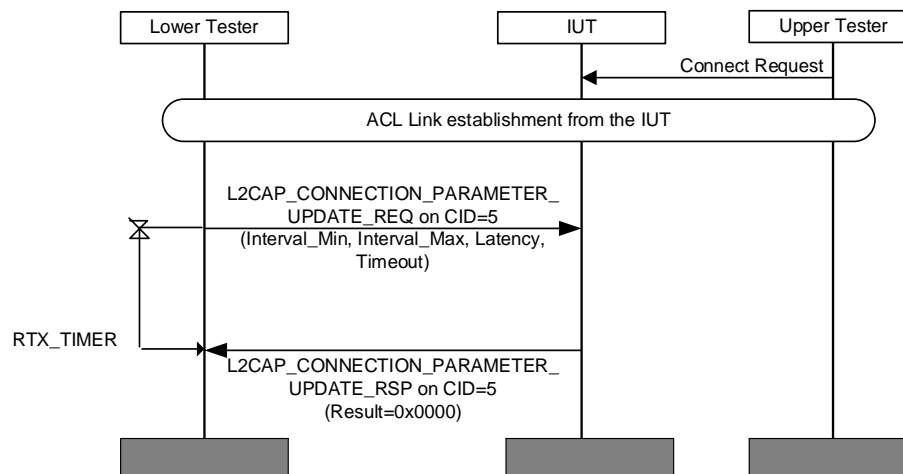 Lower Tester
IUT
Upper Tester
Connect Request
ACL Link establishment from the IUT
L2CAP_CONNECTION_PARAMETER_
UPDATE_REQ on CID=5
(Interval_Min, Interval_Max, Latency,
Timeout)
RTX_TIMER
L2CAP_CONNECTION_PARAMETER_
UPDATE_RSP on CID=5
(Result=0x0000)